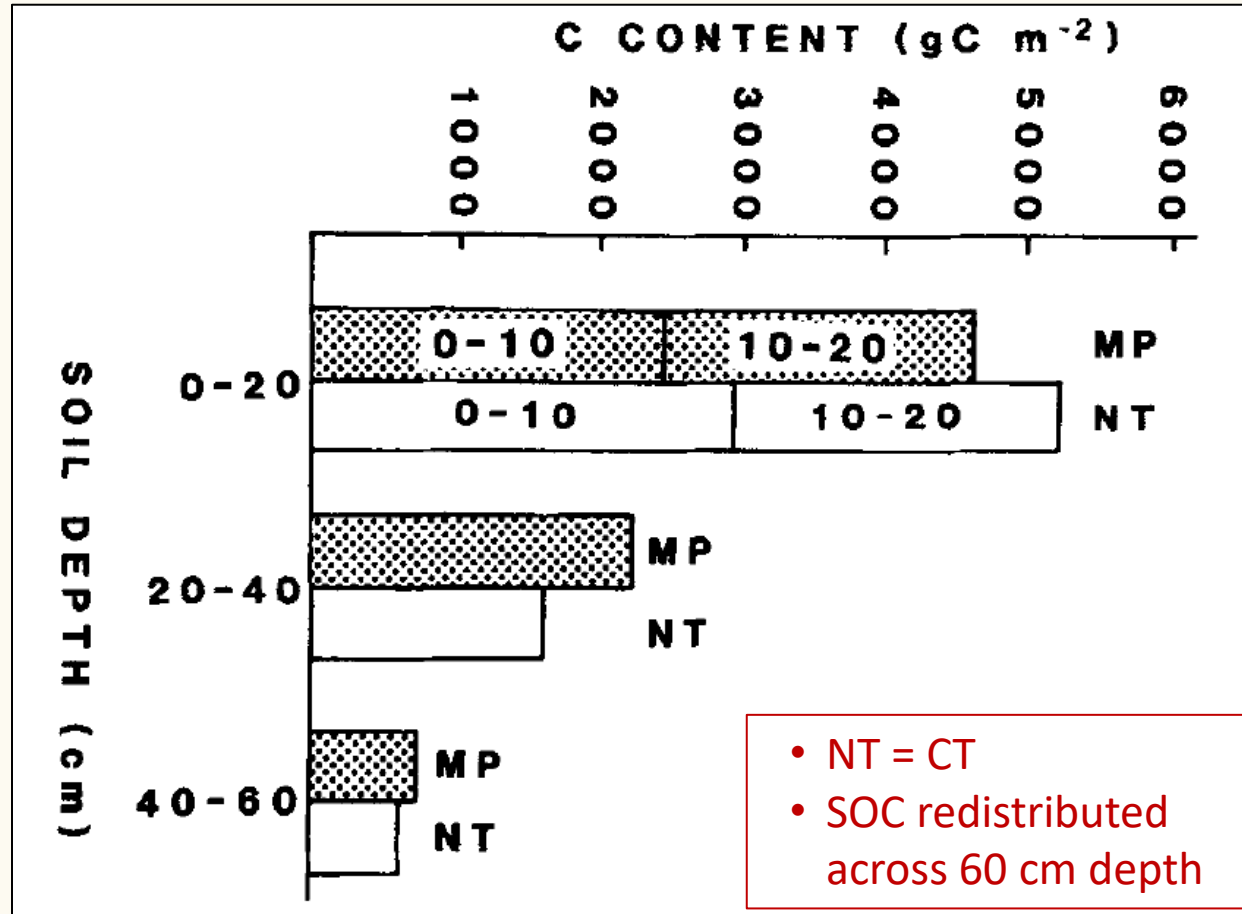 C CONTENT (gC m-2)
1000
2000
3000
4000
5000
6000
SOIL DEPTH (cm)
0-20
0-10
10-20
MP
0-10
10-20
NT
20-40
MP
NT
40-60
MP
NT
• NT = CT
• SOC redistributed
across 60 cm depth